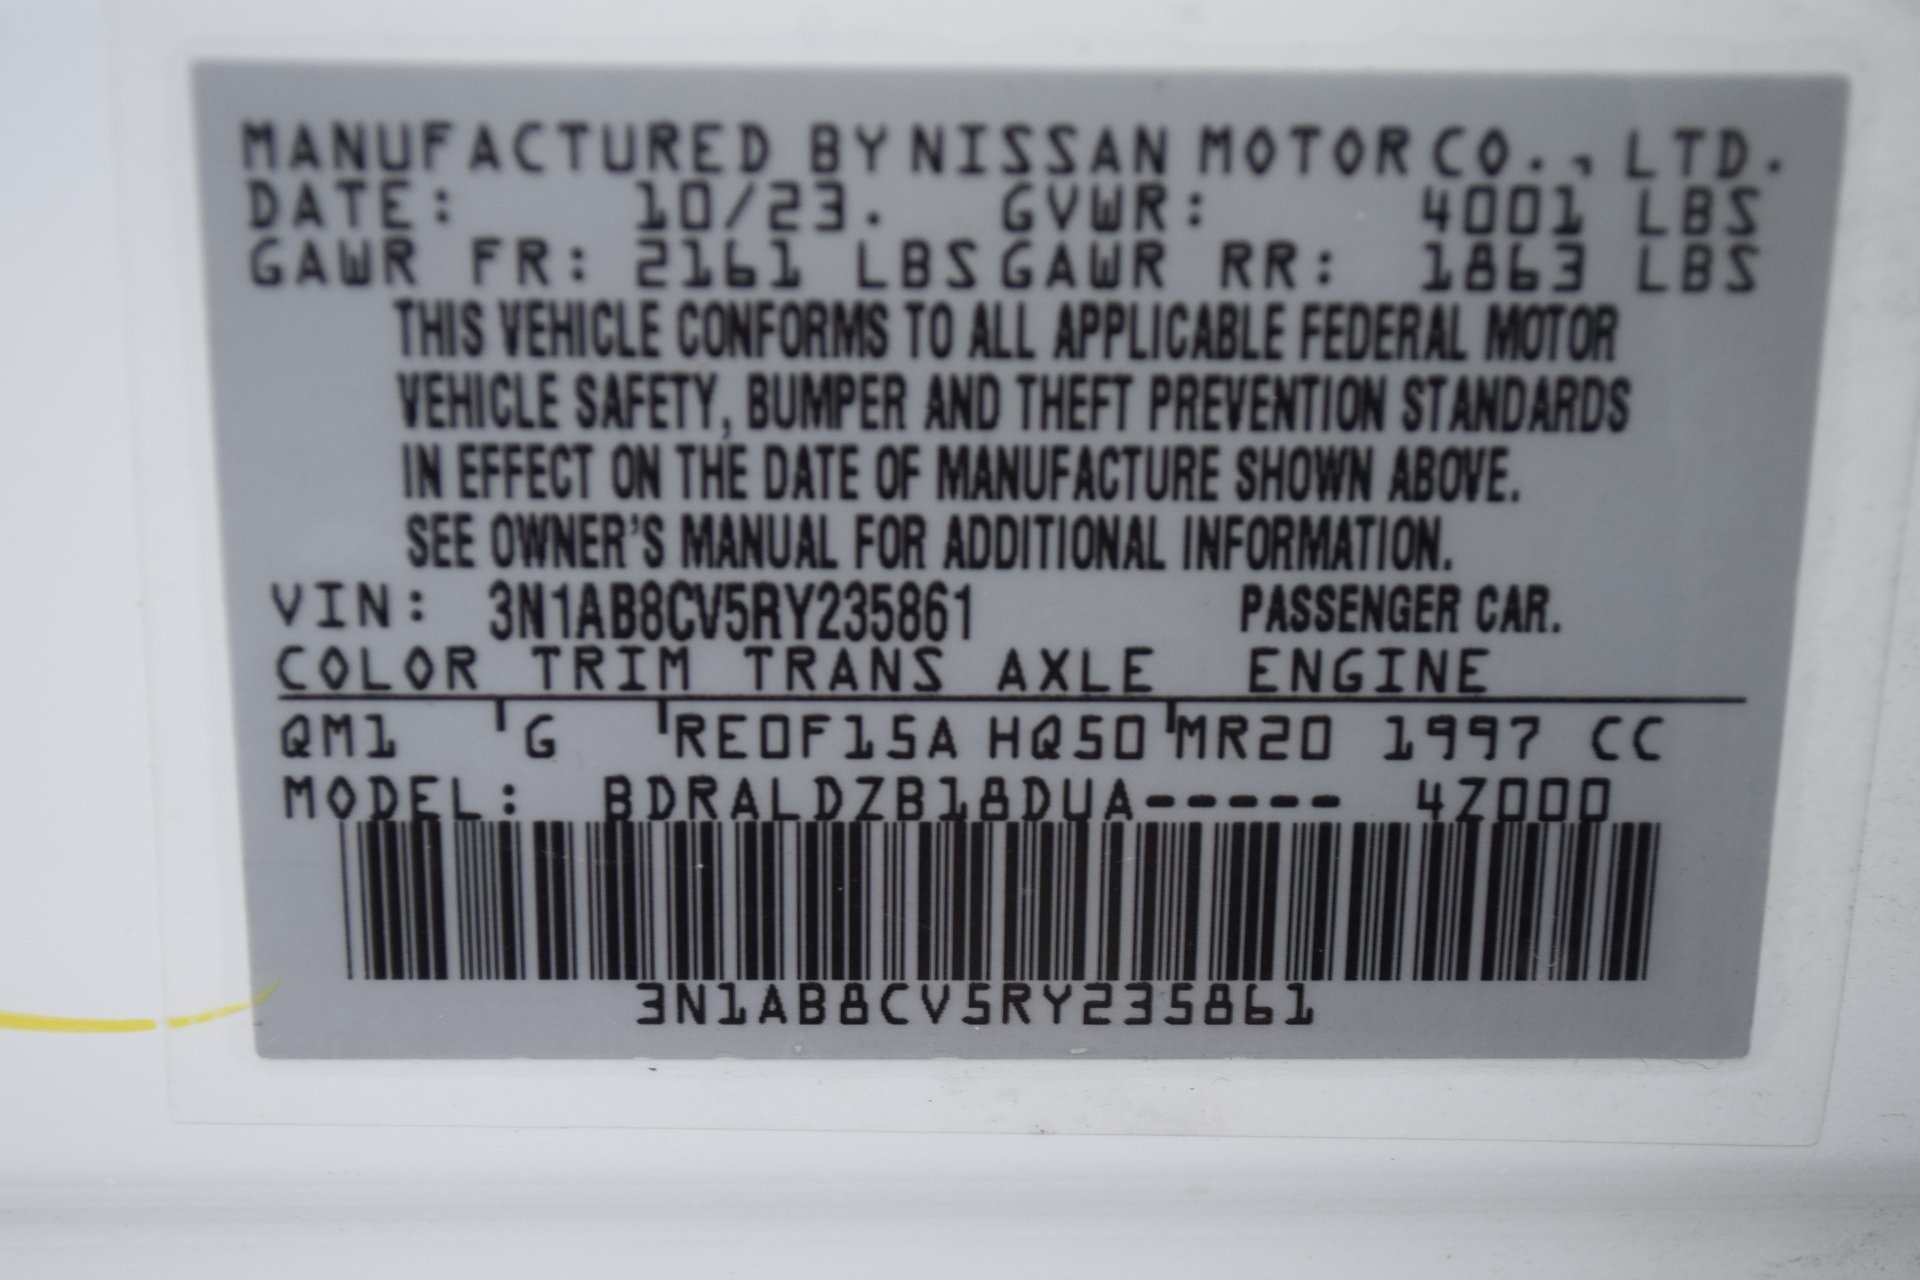 MANUFACTURED BY NISSAN MOTOR CO., LTD.
DATE: 10/23. GVWR: 4001 LBS
GAWR FR: 2161 LBS GAWR RR: 1863 LBS
THIS VEHICLE CONFORMS TO ALL APPLICABLE FEDERAL MOTOR
VEHICLE SAFETY, BUMPER AND THEFT PREVENTION STANDARDS
IN EFFECT ON THE DATE OF MANUFACTURE SHOWN ABOVE.
SEE OWNER'S MANUAL FOR ADDITIONAL INFORMATION.
VIN: 3N1AB8CV5RY235861 PASSENGER CAR.
COLOR TRIM TRANS AXLE ENGINE
QM1 G RE0F15A HQ50 MR20 1997 CC
MODEL: BDRALDZB18DUA----- 4Z000
3N1AB8CV5RY235861